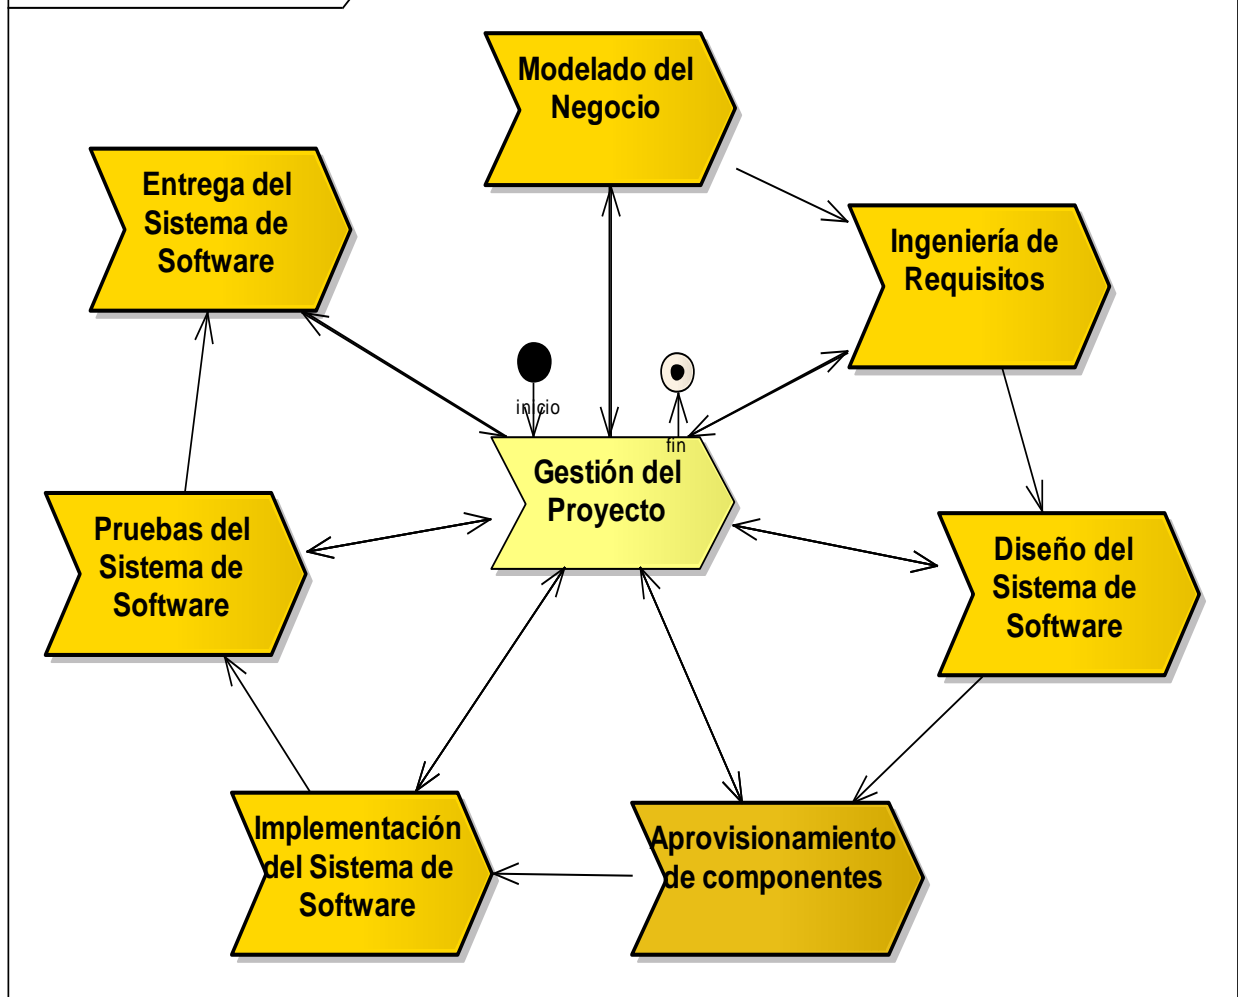 Modelado del
Negocio
Entrega del
Sistema de
Software
Ingeniería de
Requisitos
inicio
fin
Gestión del
Proyecto
Pruebas del
Sistema de
Software
Diseño del
Sistema de
Software
Implementación
del Sistema de
Software
Aprovisionamiento
de componentes